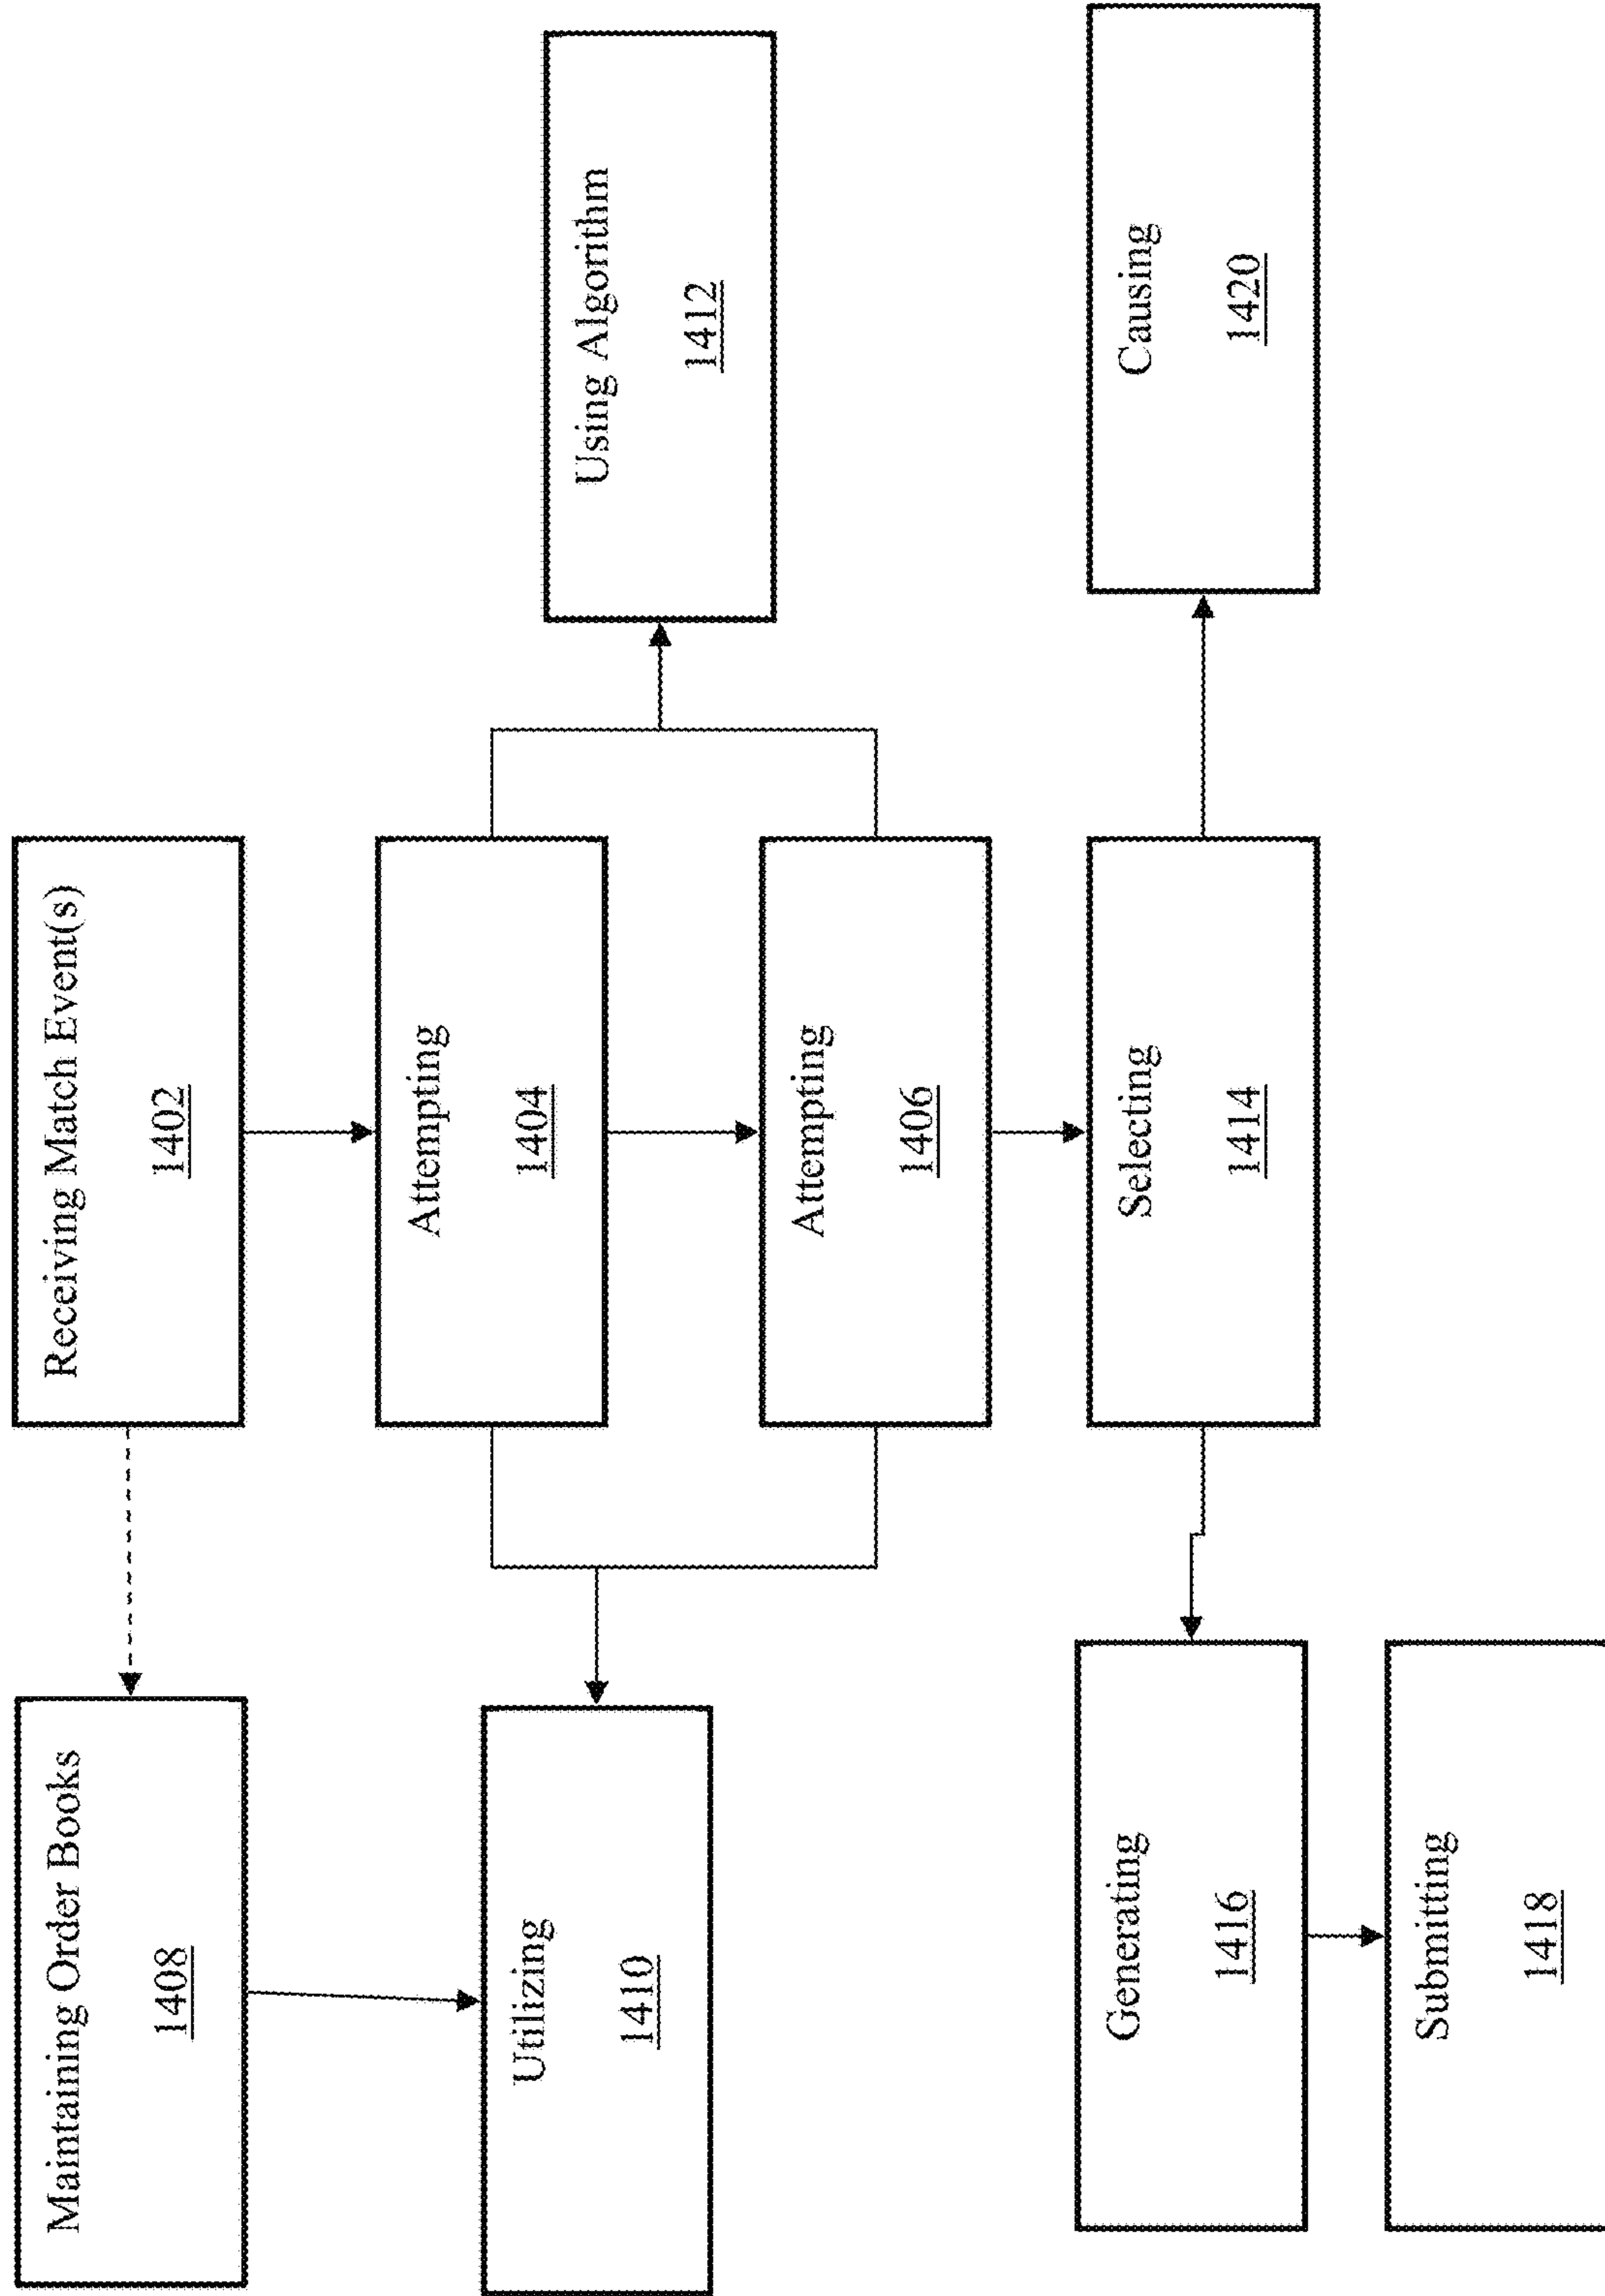 Maintaining Order Books
1408
Receiving Match Event(s)
1402
Utilizing
1410
Attempting
1404
Using Algorithm
1412
Attempting
1406
Generating
1416
Selecting
1414
Causing
1420
Submitting
1418